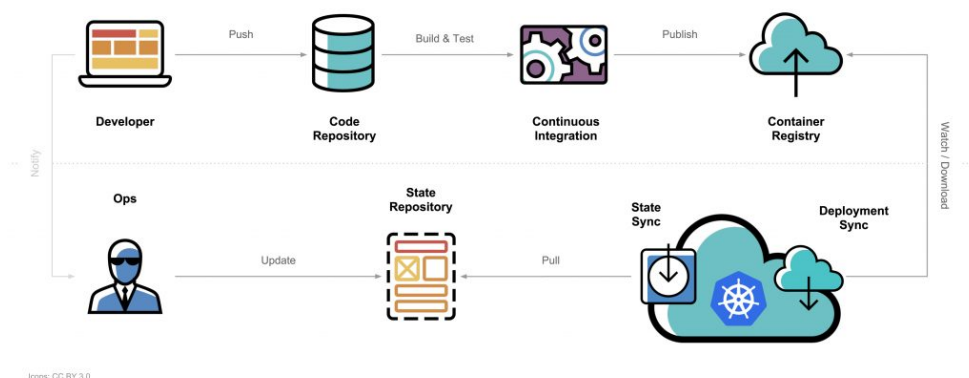 Push
Build & Test
Publish
Developer
Code
Repository
Continuous
Integration
Container
Registry
Notify
Watch / Download
Ops
State
Repository
State
Sync
Deployment
Sync
Update
Pull
Icons: CC BY 3.0